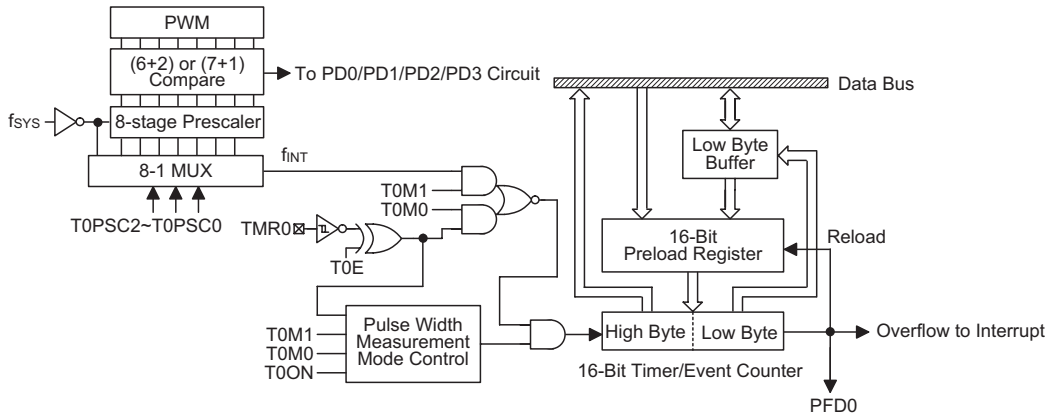 PWM
(6+2) or (7+1)
Compare
To PD0/PD1/PD2/PD3 Circuit
fSYS
8-stage Prescaler
8-1 MUX
fINT
T0PSC2~T0PSC0
T0M1
T0M0
TMR0
T0E
T0M1
T0M0
T0ON
Pulse Width
Measurement
Mode Control
Data Bus
Low Byte
Buffer
16-Bit
Preload Register
Reload
High Byte
Low Byte
Overflow to Interrupt
16-Bit Timer/Event Counter
PFD0